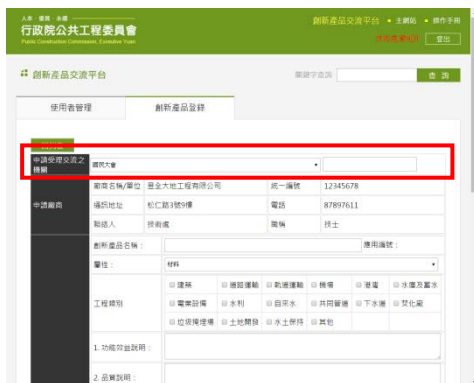 人本·優質·永續
行政院公共工程委員會
Public Construction Commission, Executive Yuan
創新產品交流平台 • 主網站 • 操作手冊
登出
創新產品交流平台 關鍵字查詢 查 詢
使用者管理 創新產品登錄
申請受理交流之機關 國民大會
申請廠商
廠商名稱/單位 昱全大地工程有限公司 統一編號 12345678
通訊地址 松仁路3號9樓 電話 87897611
聯絡人 技術處 職稱 技士
創新產品名稱： 應用編號：
屬性： 材料
工程類別
建築 道路運輸 軌道運輸 機場 港灣 水庫及蓄水
電業設備 水利 自來水 共同管道 下水道 焚化廠
垃圾掩埋場 土地開發 水土保持 其他
1. 功能效益說明：
2. 品質說明：